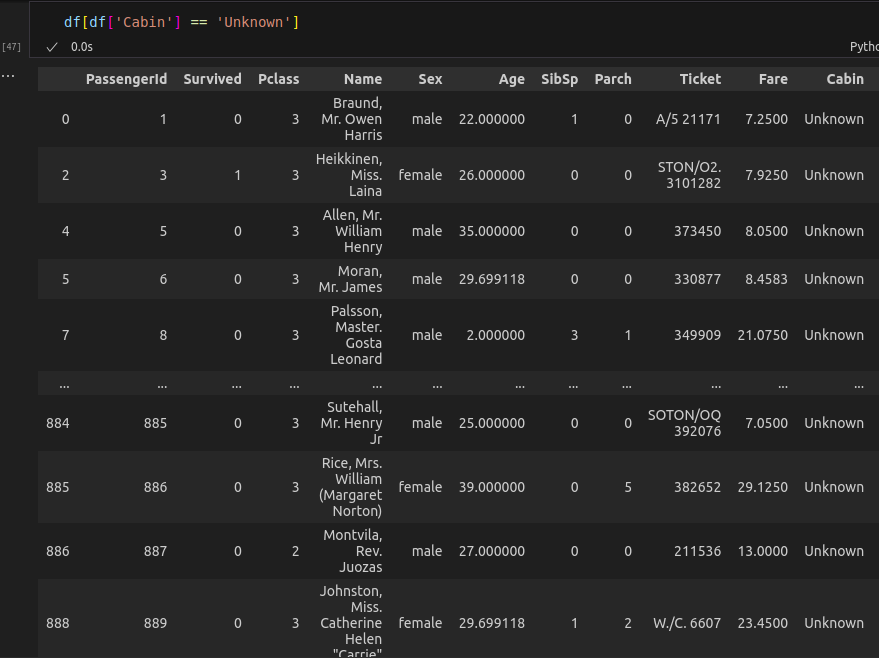 df[df['Cabin'] == 'Unknown']
[47]
0.0s
Pytho
...
PassengerId Survived Pclass Name Sex Age SibSp Parch Ticket Fare Cabin
0 1 0 3 Braund, Mr. Owen Harris male 22.000000 1 0 A/5 21171 7.2500 Unknown
2 3 1 3 Heikkinen, Miss. Laina female 26.000000 0 0 STON/O2. 3101282 7.9250 Unknown
4 5 0 3 Allen, Mr. William Henry male 35.000000 0 0 373450 8.0500 Unknown
5 6 0 3 Moran, Mr. James male 29.699118 0 0 330877 8.4583 Unknown
7 8 0 3 Palsson, Master. Gosta Leonard male 2.000000 3 1 349909 21.0750 Unknown
... ... ... ... ... ... ... ... ... ... ... ...
884 885 0 3 Sutehall, Mr. Henry Jr male 25.000000 0 0 SOTON/OQ 392076 7.0500 Unknown
885 886 0 3 Rice, Mrs. William (Margaret Norton) female 39.000000 0 5 382652 29.1250 Unknown
886 887 0 2 Montvila, Rev. Juozas male 27.000000 0 0 211536 13.0000 Unknown
888 889 0 3 Johnston, Miss. Catherine Helen "Carrie" female 29.699118 1 2 W./C. 6607 23.4500 Unknown